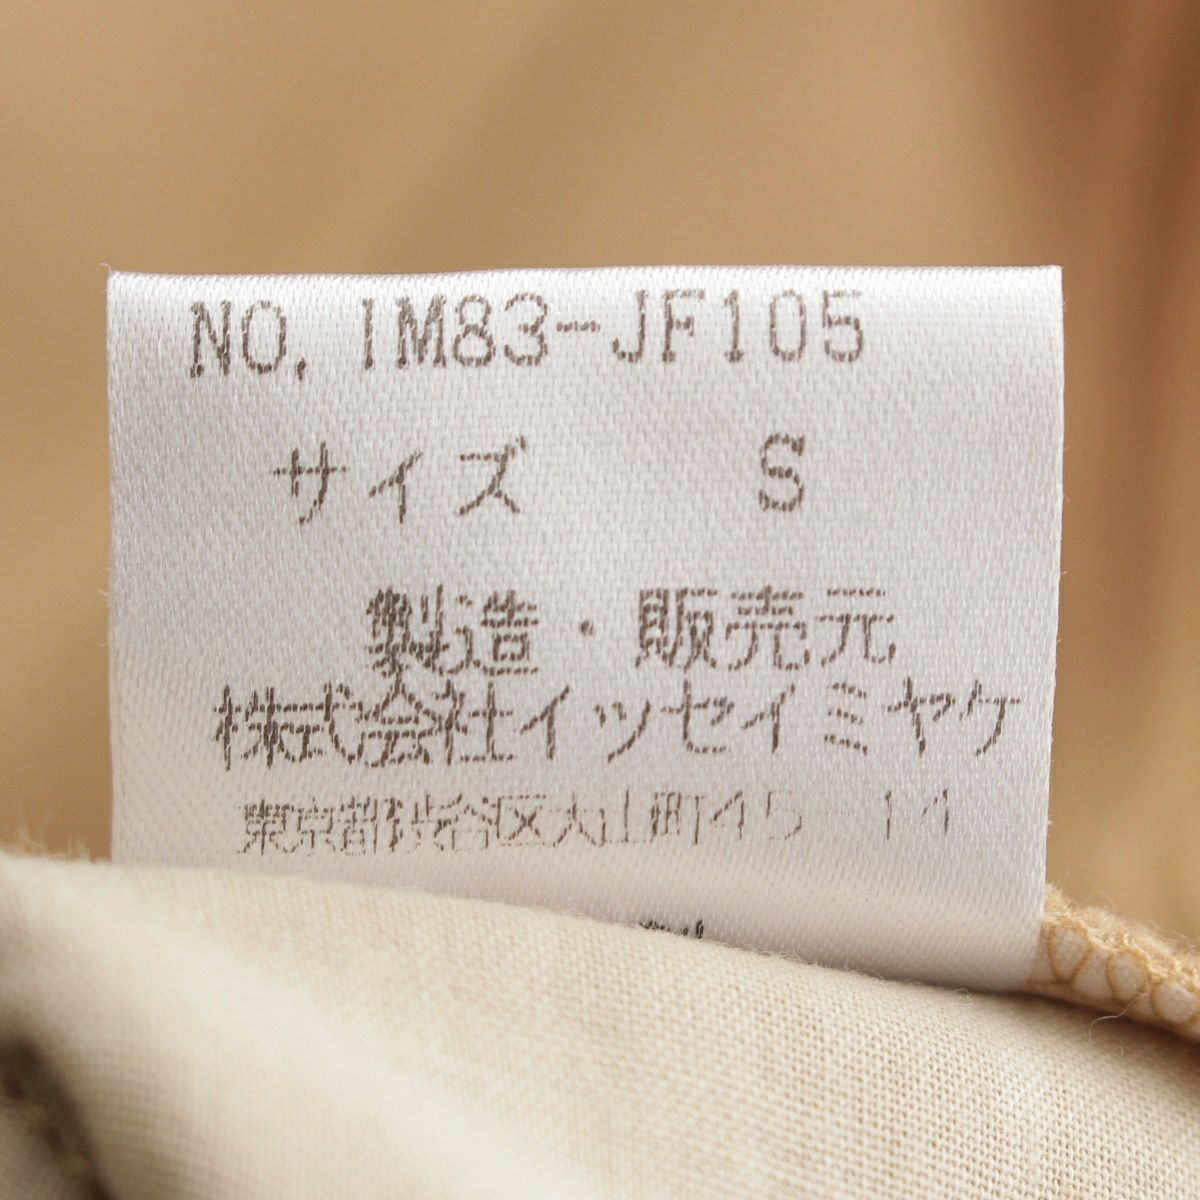 NO. IM83-JF105
サイズ S
製造・販売元
株式会社イッセイミヤケ
東京都渋谷区大山町45-14